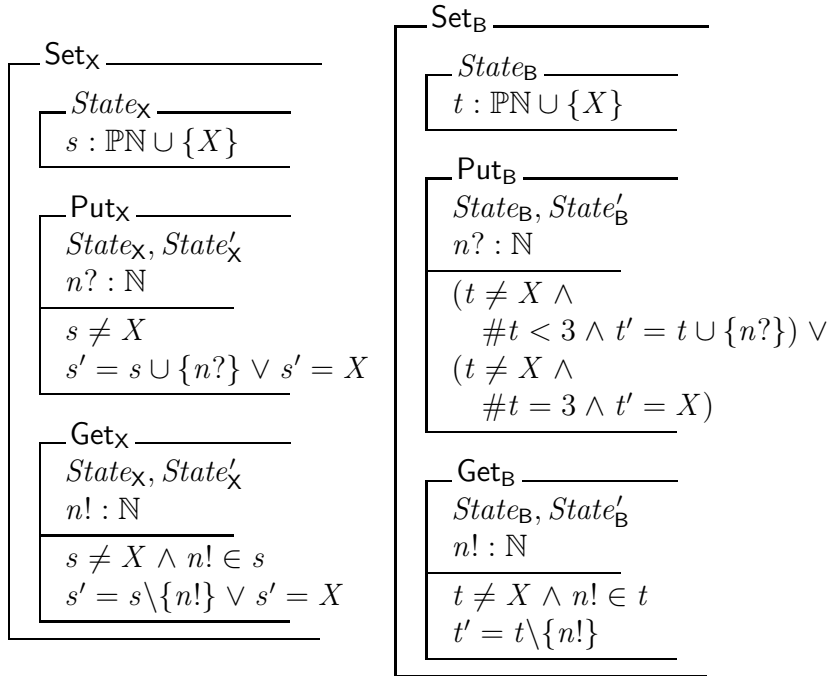 Set_X
State_X
s : ℙℕ ∪ {X}
Put_X
State_X, State′_X
n? : ℕ
s ≠ X
s′ = s ∪ {n?} ∨ s′ = X
Get_X
State_X, State′_X
n! : ℕ
s ≠ X ∧ n! ∈ s
s′ = s\{n!} ∨ s′ = X
Set_B
State_B
t : ℙℕ ∪ {X}
Put_B
State_B, State′_B
n? : ℕ
(t ≠ X ∧
#t < 3 ∧ t′ = t ∪ {n?}) ∨
(t ≠ X ∧
#t = 3 ∧ t′ = X)
Get_B
State_B, State′_B
n! : ℕ
t ≠ X ∧ n! ∈ t
t′ = t\{n!}